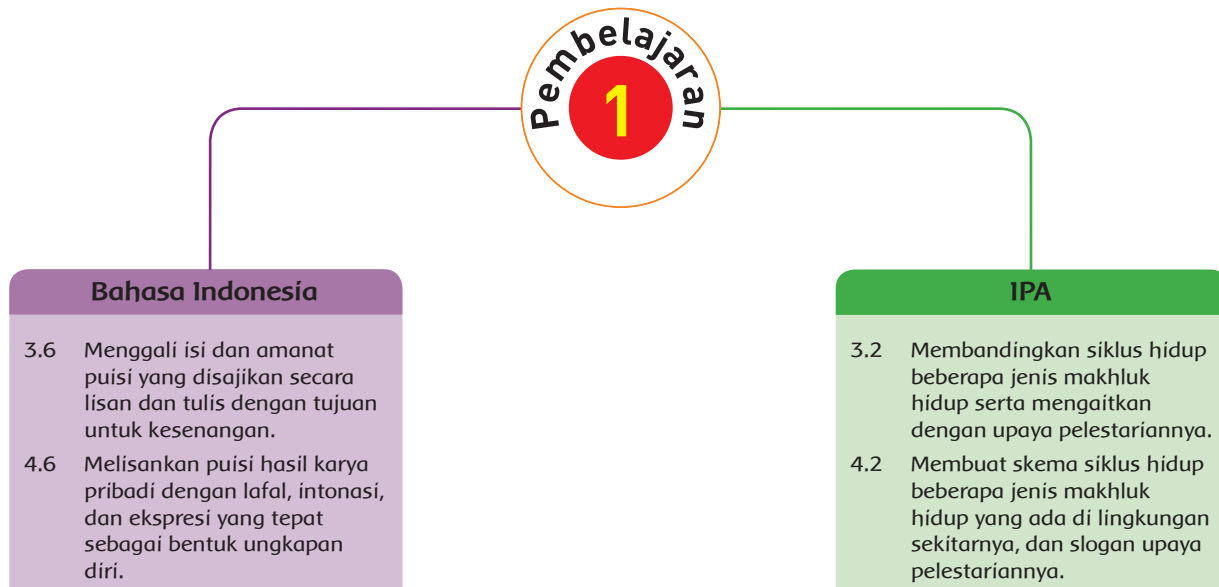 Pembelajaran
1
Bahasa Indonesia
3.6 Menggali isi dan amanat
puisi yang disajikan secara
lisan dan tulis dengan tujuan
untuk kesenangan.
4.6 Melisankan puisi hasil karya
pribadi dengan lafal, intonasi,
dan ekspresi yang tepat
sebagai bentuk ungkapan
diri.
IPA
3.2 Membandingkan siklus hidup
beberapa jenis makhluk
hidup serta mengaitkan
dengan upaya pelestariannya.
4.2 Membuat skema siklus hidup
beberapa jenis makhluk
hidup yang ada di lingkungan
sekitarnya, dan slogan upaya
pelestariannya.